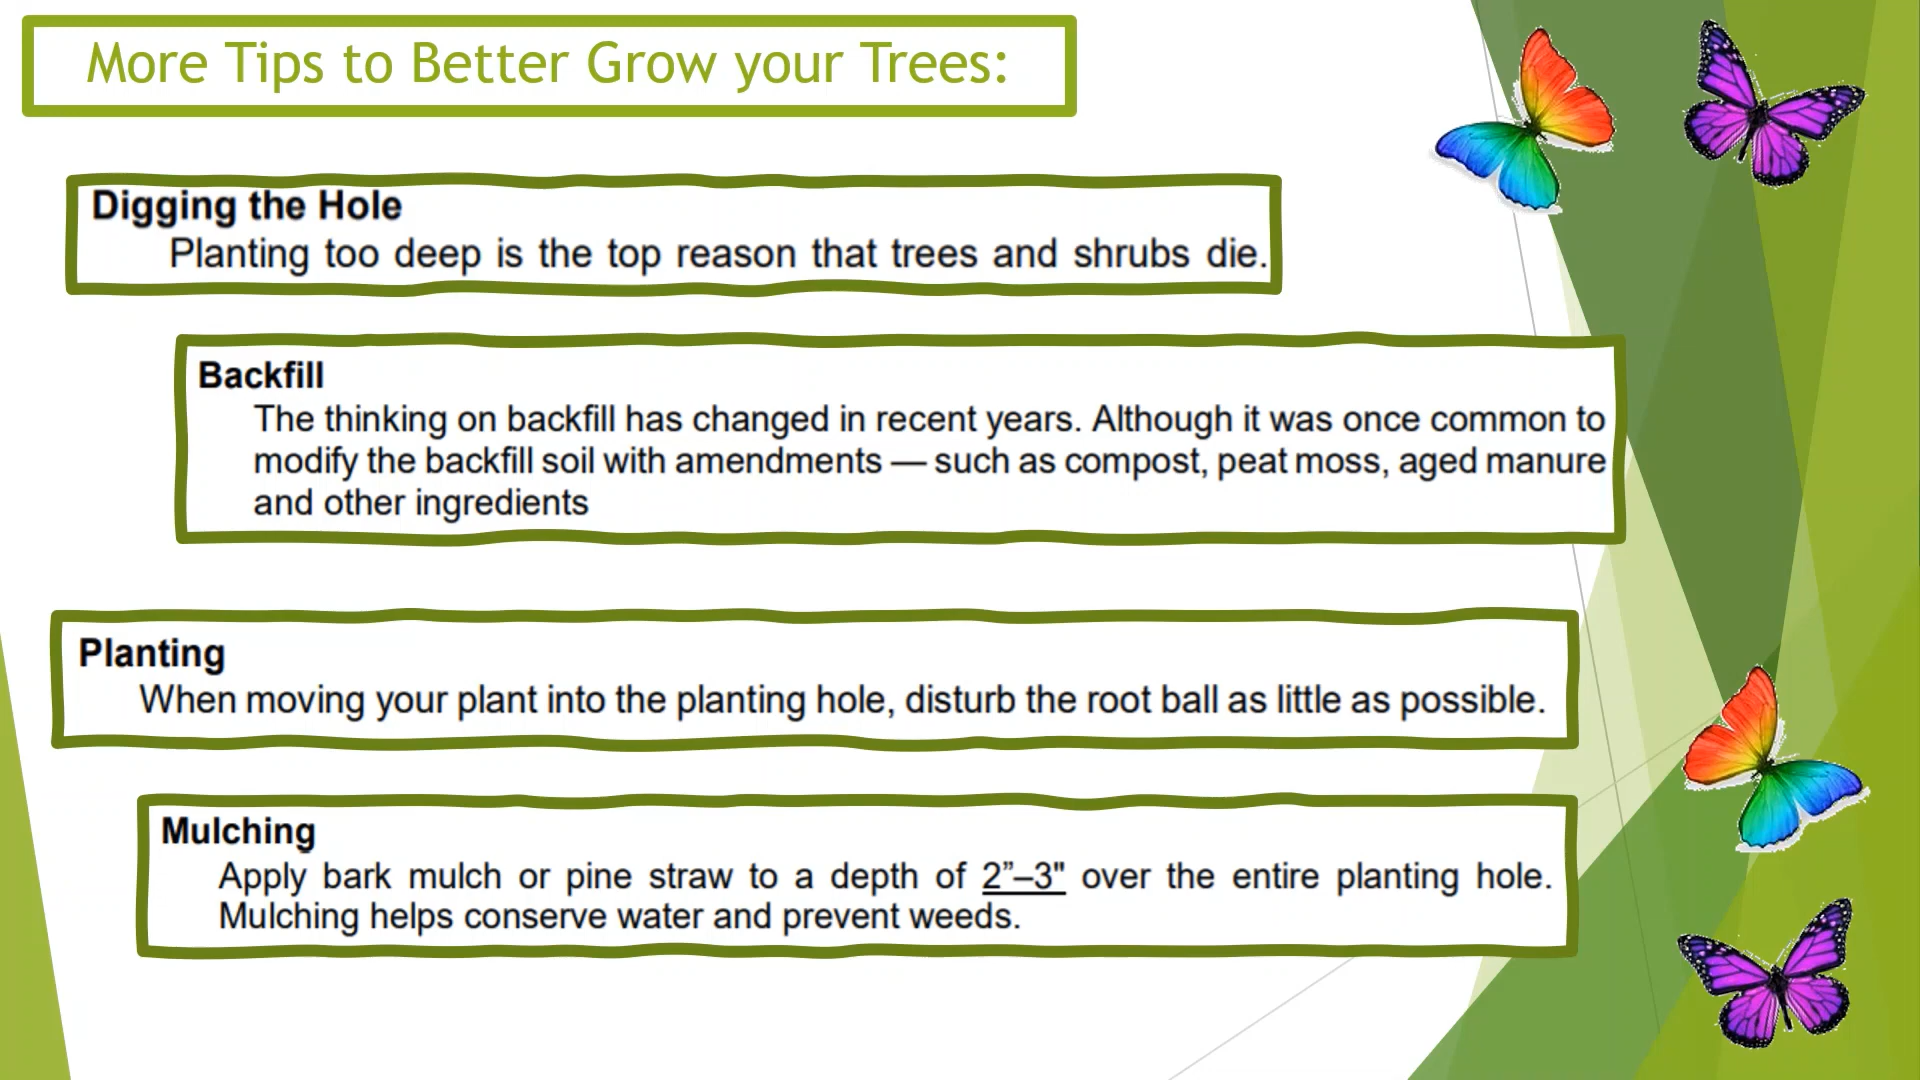 More Tips to Better Grow your Trees:
Digging the Hole
Planting too deep is the top reason that trees and shrubs die.
Backfill
The thinking on backfill has changed in recent years. Although it was once common to
modify the backfill soil with amendments — such as compost, peat moss, aged manure
and other ingredients
Planting
When moving your plant into the planting hole, disturb the root ball as little as possible.
Mulching
Apply bark mulch or pine straw to a depth of 2”–3" over the entire planting hole.
Mulching helps conserve water and prevent weeds.